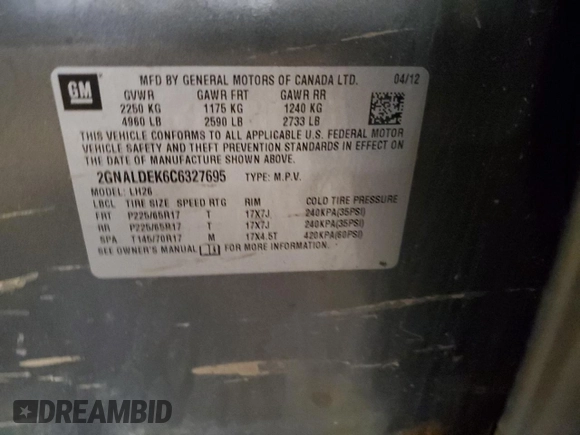 GM
MFD BY GENERAL MOTORS OF CANADA LTD. 04/12
GVWR GAWR FRT GAWR RR
2250 KG 1175 KG 1240 KG
4960 LB 2590 LB 2733 LB
THIS VEHICLE CONFORMS TO ALL APPLICABLE U.S. FEDERAL MOTOR
VEHICLE SAFETY AND THEFT PREVENTION STANDARDS IN EFFECT ON
THE DATE OF MANUFACTURE SHOWN ABOVE.
2GNALDEK6C6327695 TYPE: M.P.V.
MODEL: LH26
LBCL TIRE SIZE SPEED RTG RIM COLD TIRE PRESSURE
FRT P225/65R17 T 17X7J 240KPA(35PSI)
RR P225/65R17 T 17X7J 240KPA(35PSI)
SPA T145/70R17 M 17X4.5T 420KPA(60PSI)
SEE OWNER'S MANUAL FOR MORE INFORMATION.
DREAMBID